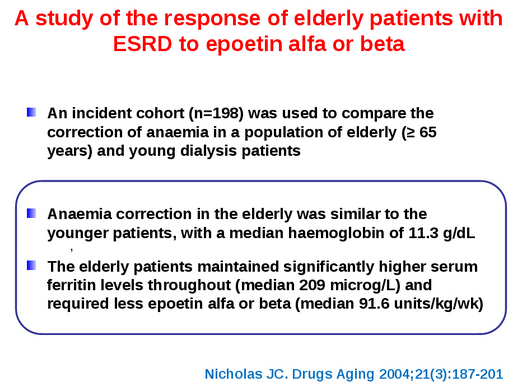 A study of the response of elderly patients with
ESRD to epoetin alfa or beta
An incident cohort (n=198) was used to compare the
correction of anaemia in a population of elderly (≥ 65
years) and young dialysis patients
Anaemia correction in the elderly was similar to the
younger patients, with a median haemoglobin of 11.3 g/dL
,
The elderly patients maintained significantly higher serum
ferritin levels throughout (median 209 microg/L) and
required less epoetin alfa or beta (median 91.6 units/kg/wk)
Nicholas JC. Drugs Aging 2004;21(3):187-201